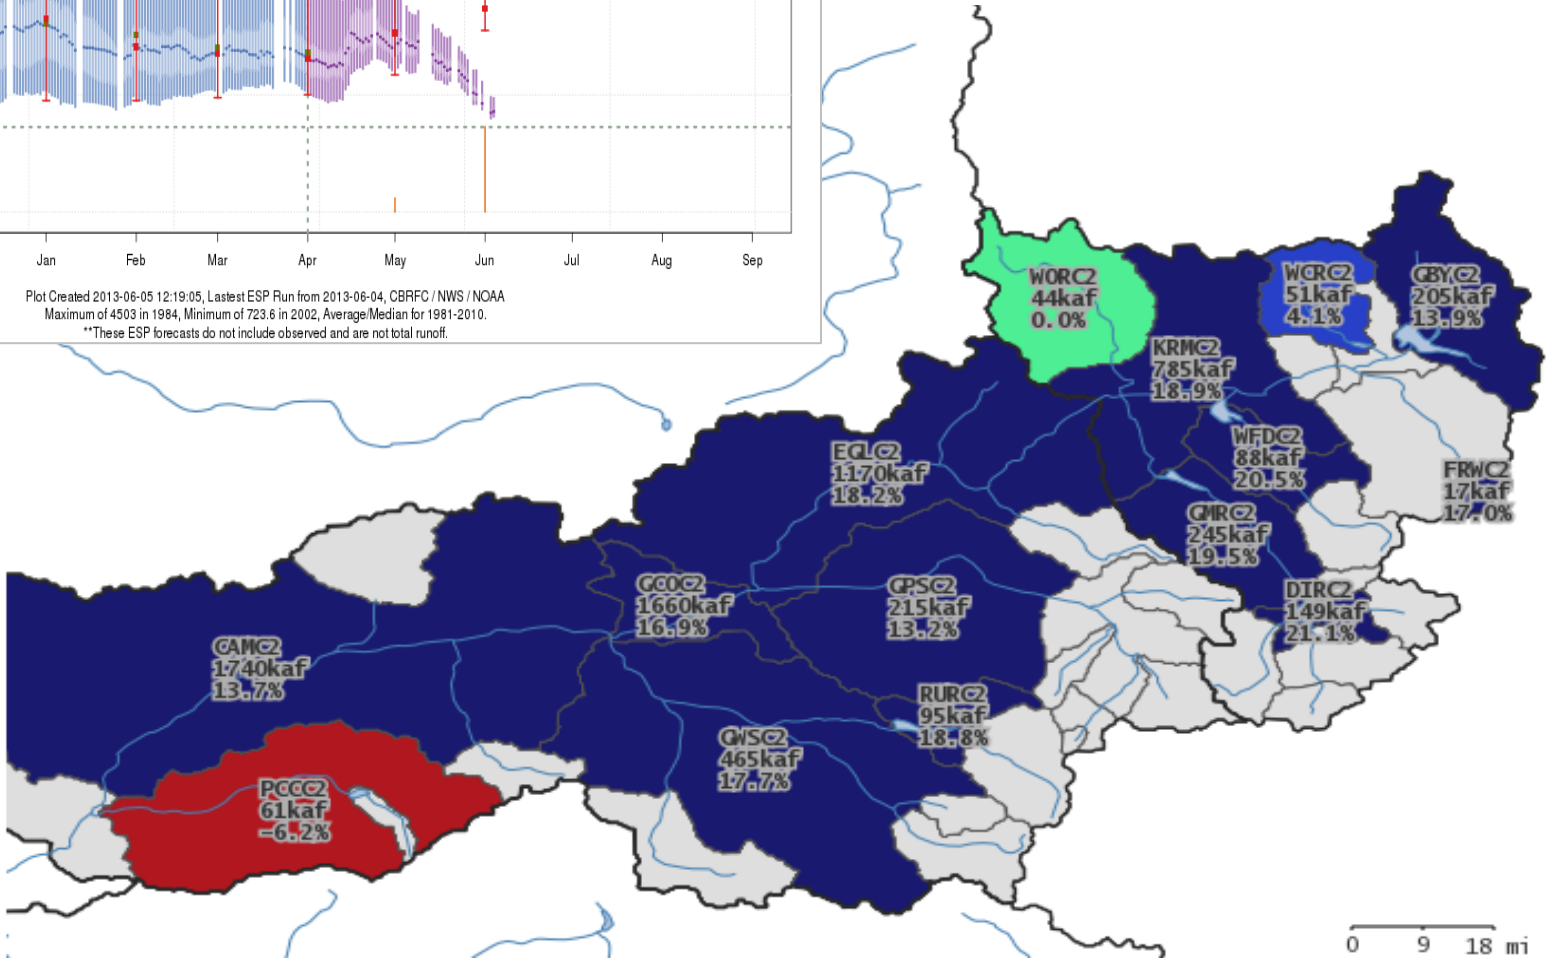 Jan Feb Mar Apr May Jun Jul Aug Sep
Plot Created 2013-06-05 12:19:05, Lastest ESP Run from 2013-06-04, CBRFC / NWS / NOAA
Maximum of 4503 in 1984, Minimum of 723.6 in 2002, Average/Median for 1981-2010.
**These ESP forecasts do not include observed and are not total runoff.
WORC2
44kaf
0.0%
WCRC2
51kaf
4.1%
GBYC2
205kaf
13.9%
KRMC2
785kaf
18.9%
WFDC2
88kaf
20.5%
EGLC2
1170kaf
18.2%
FRWC2
17kaf
17.0%
GMRC2
245kaf
19.5%
GCOC2
1660kaf
16.9%
GPSC2
215kaf
13.2%
DIRC2
149kaf
21.1%
CAMC2
1740kaf
13.7%
RURC2
95kaf
18.8%
GWSC2
465kaf
17.7%
PCCC2
61kaf
-6.2%
0 9 18 mi